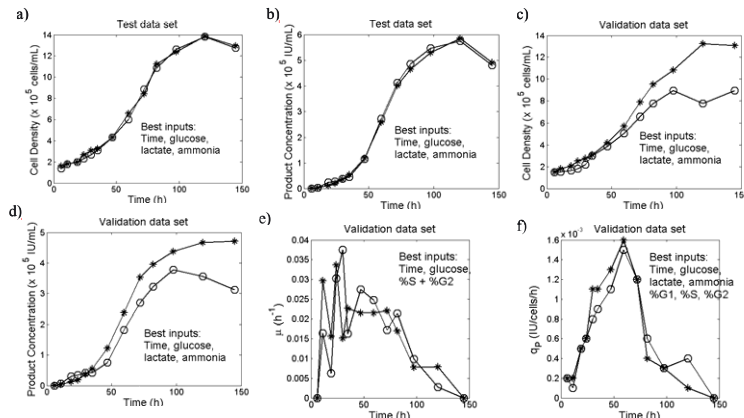 a)
Test data set
14
12
10
8
6
4
2
0
0
50
100
150
Cell Density (x 10^5 cells/mL)
Time (h)
Best inputs:
Time, glucose,
lactate, ammonia
b)
Test data set
6
5
4
3
2
1
0
0
50
100
150
Product Concentration (x 10^5 IU/mL)
Time (h)
Best inputs:
Time, glucose,
lactate, ammonia
c)
Validation data set
14
12
10
8
6
4
2
0
0
50
100
15
Cell Density (x 10^5 cells/mL)
Time (h)
Best inputs:
Time, glucose,
lactate, ammonia
d)
Validation data set
5
4
3
2
1
0
0
50
100
150
Product Concentration (x 10^5 IU/mL)
Time (h)
Best inputs:
Time, glucose,
lactate, ammonia
e)
Validation data set
0.04
0.035
0.03
0.025
0.02
0.015
0.01
0.005
0
0
50
100
150
μ (h^-1)
Time (h)
Best inputs:
Time, glucose,
%S + %G2
f)
Validation data set
x 10^-3
1.6
1.4
1.2
1
0.8
0.6
0.4
0.2
0
0
50
100
150
qP (IU/cells/h)
Time (h)
Best inputs:
Time, glucose,
lactate, ammonia
%G1, %S, %G2